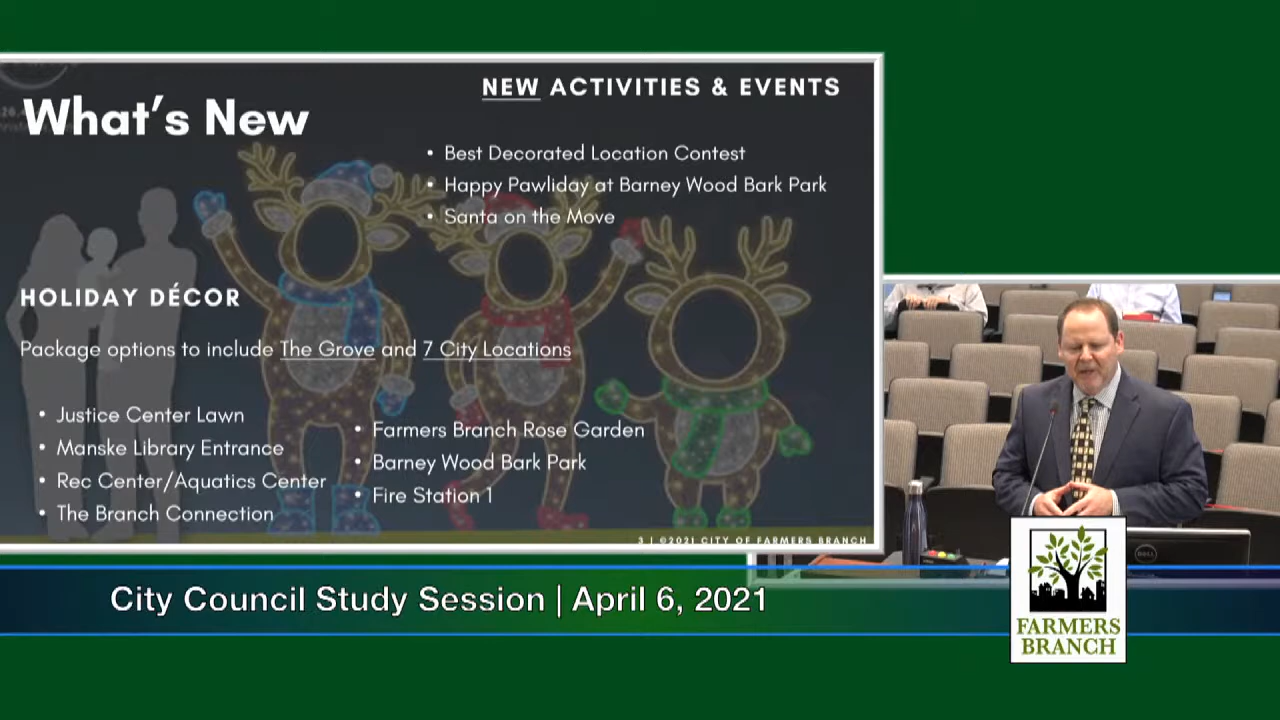 What's New
NEW ACTIVITIES & EVENTS
• Best Decorated Location Contest
• Happy Pawliday at Barney Wood Bark Park
• Santa on the Move
HOLIDAY DÉCOR
Package options to include The Grove and 7 City Locations
• Justice Center Lawn
• Manske Library Entrance
• Rec Center/Aquatics Center
• The Branch Connection
• Farmers Branch Rose Garden
• Barney Wood Bark Park
• Fire Station 1
3 | ©2021 CITY OF FARMERS BRANCH
DELL
City Council Study Session | April 6, 2021
FARMERS
BRANCH